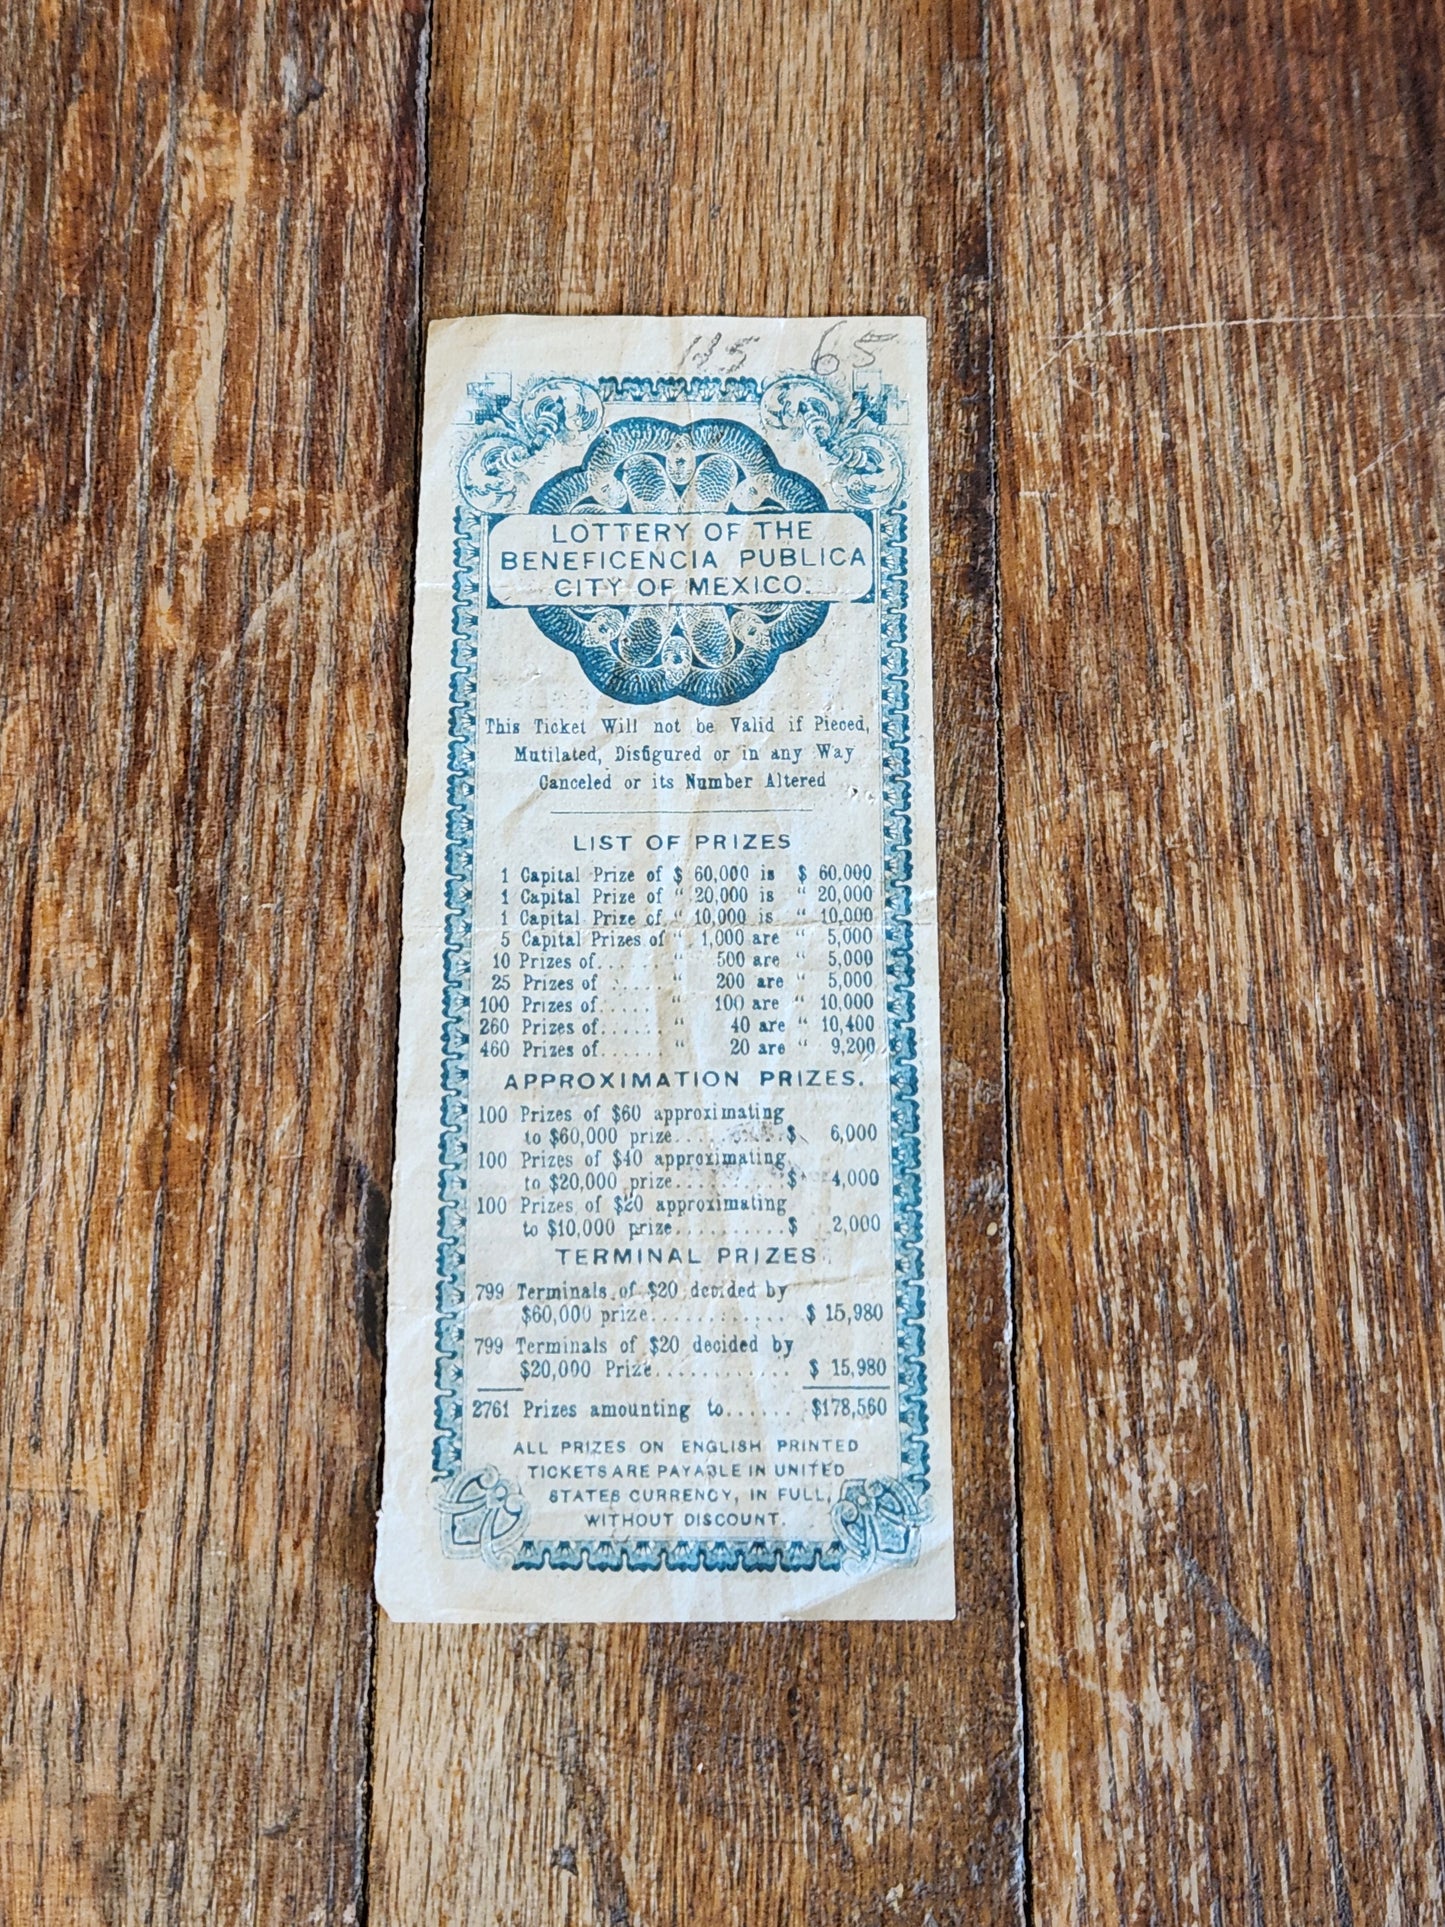 115 65
LOTTERY OF THE
BENEFICENCIA PUBLICA
CITY OF MEXICO.
This Ticket Will not be Valid if Pieced,
Mutilated, Disfigured or in any Way
Canceled or its Number Altered
LIST OF PRIZES
1 Capital Prize of $ 60,000 is $ 60,000
1 Capital Prize of “ 20,000 is “ 20,000
1 Capital Prize of “ 10,000 is “ 10,000
5 Capital Prizes of “ 1,000 are “ 5,000
10 Prizes of...... “ 500 are “ 5,000
25 Prizes of ..... “ 200 are “ 5,000
100 Prizes of..... “ 100 are “ 10,000
260 Prizes of...... “ 40 are “ 10,400
460 Prizes of...... “ 20 are “ 9,200
APPROXIMATION PRIZES.
100 Prizes of $60 approximating
to $60,000 prize..........$ 6,000
100 Prizes of $40 approximating
to $20,000 prize..........$ 4,000
100 Prizes of $20 approximating
to $10,000 prize..........$ 2,000
TERMINAL PRIZES.
799 Terminals of $20 decided by
$60,000 prize............ $ 15,980
799 Terminals of $20 decided by
$20,000 Prize............ $ 15,980
2761 Prizes amounting to...... $178,560
ALL PRIZES ON ENGLISH PRINTED
TICKETS ARE PAYABLE IN UNITED
STATES CURRENCY, IN FULL,
WITHOUT DISCOUNT.